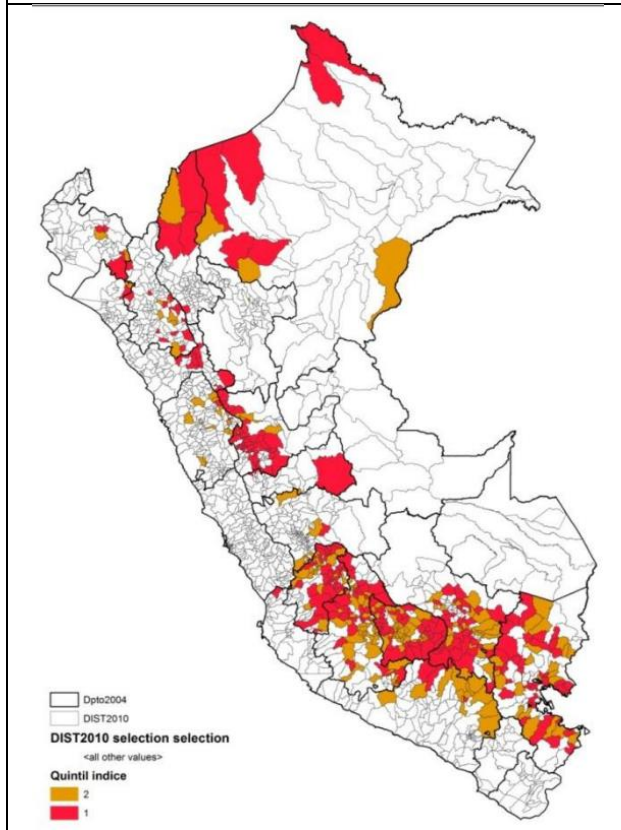 Dpto2004
DIST2010
DIST2010 selection selection
<all other values>
Quintil indice
2
1